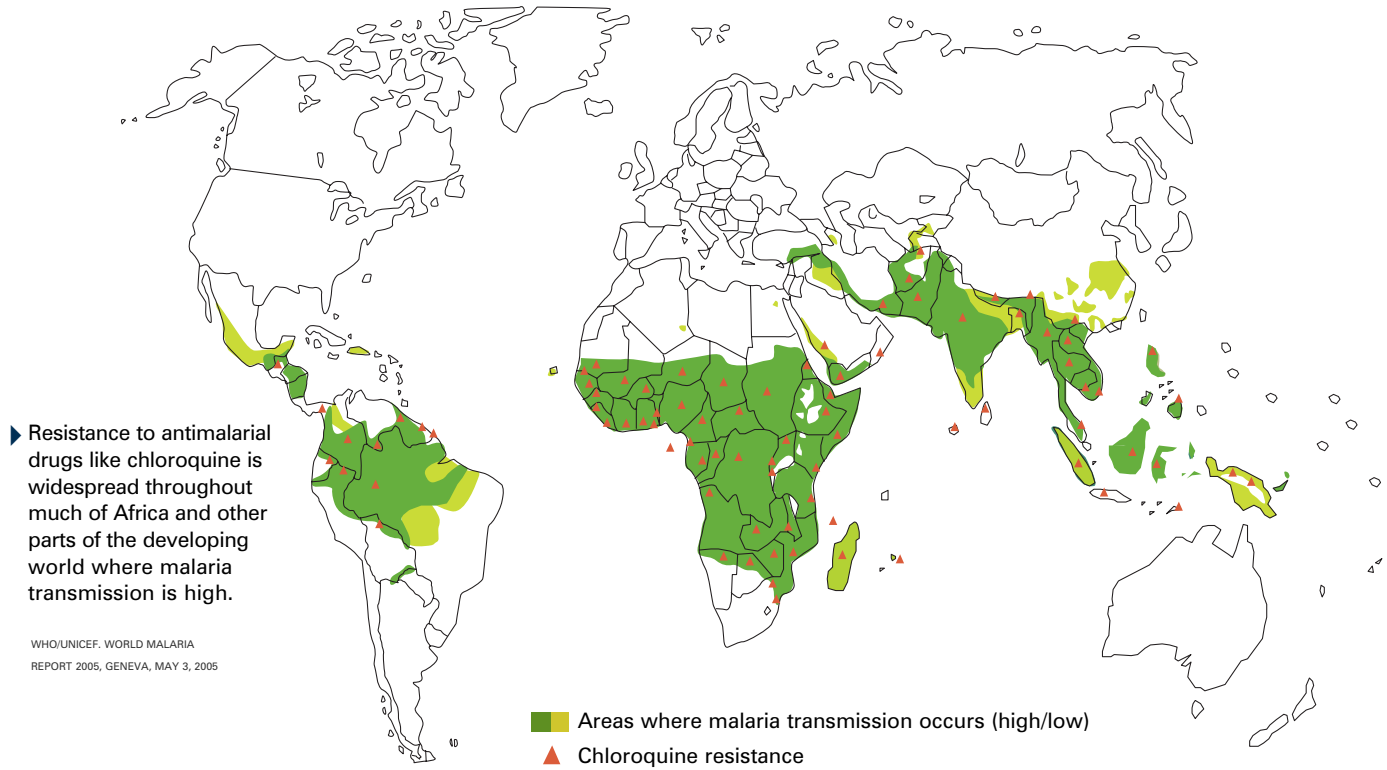 Resistance to antimalarial
drugs like chloroquine is
widespread throughout
much of Africa and other
parts of the developing
world where malaria
transmission is high.
WHO/UNICEF. WORLD MALARIA
REPORT 2005, GENEVA, MAY 3, 2005
Areas where malaria transmission occurs (high/low)
Chloroquine resistance